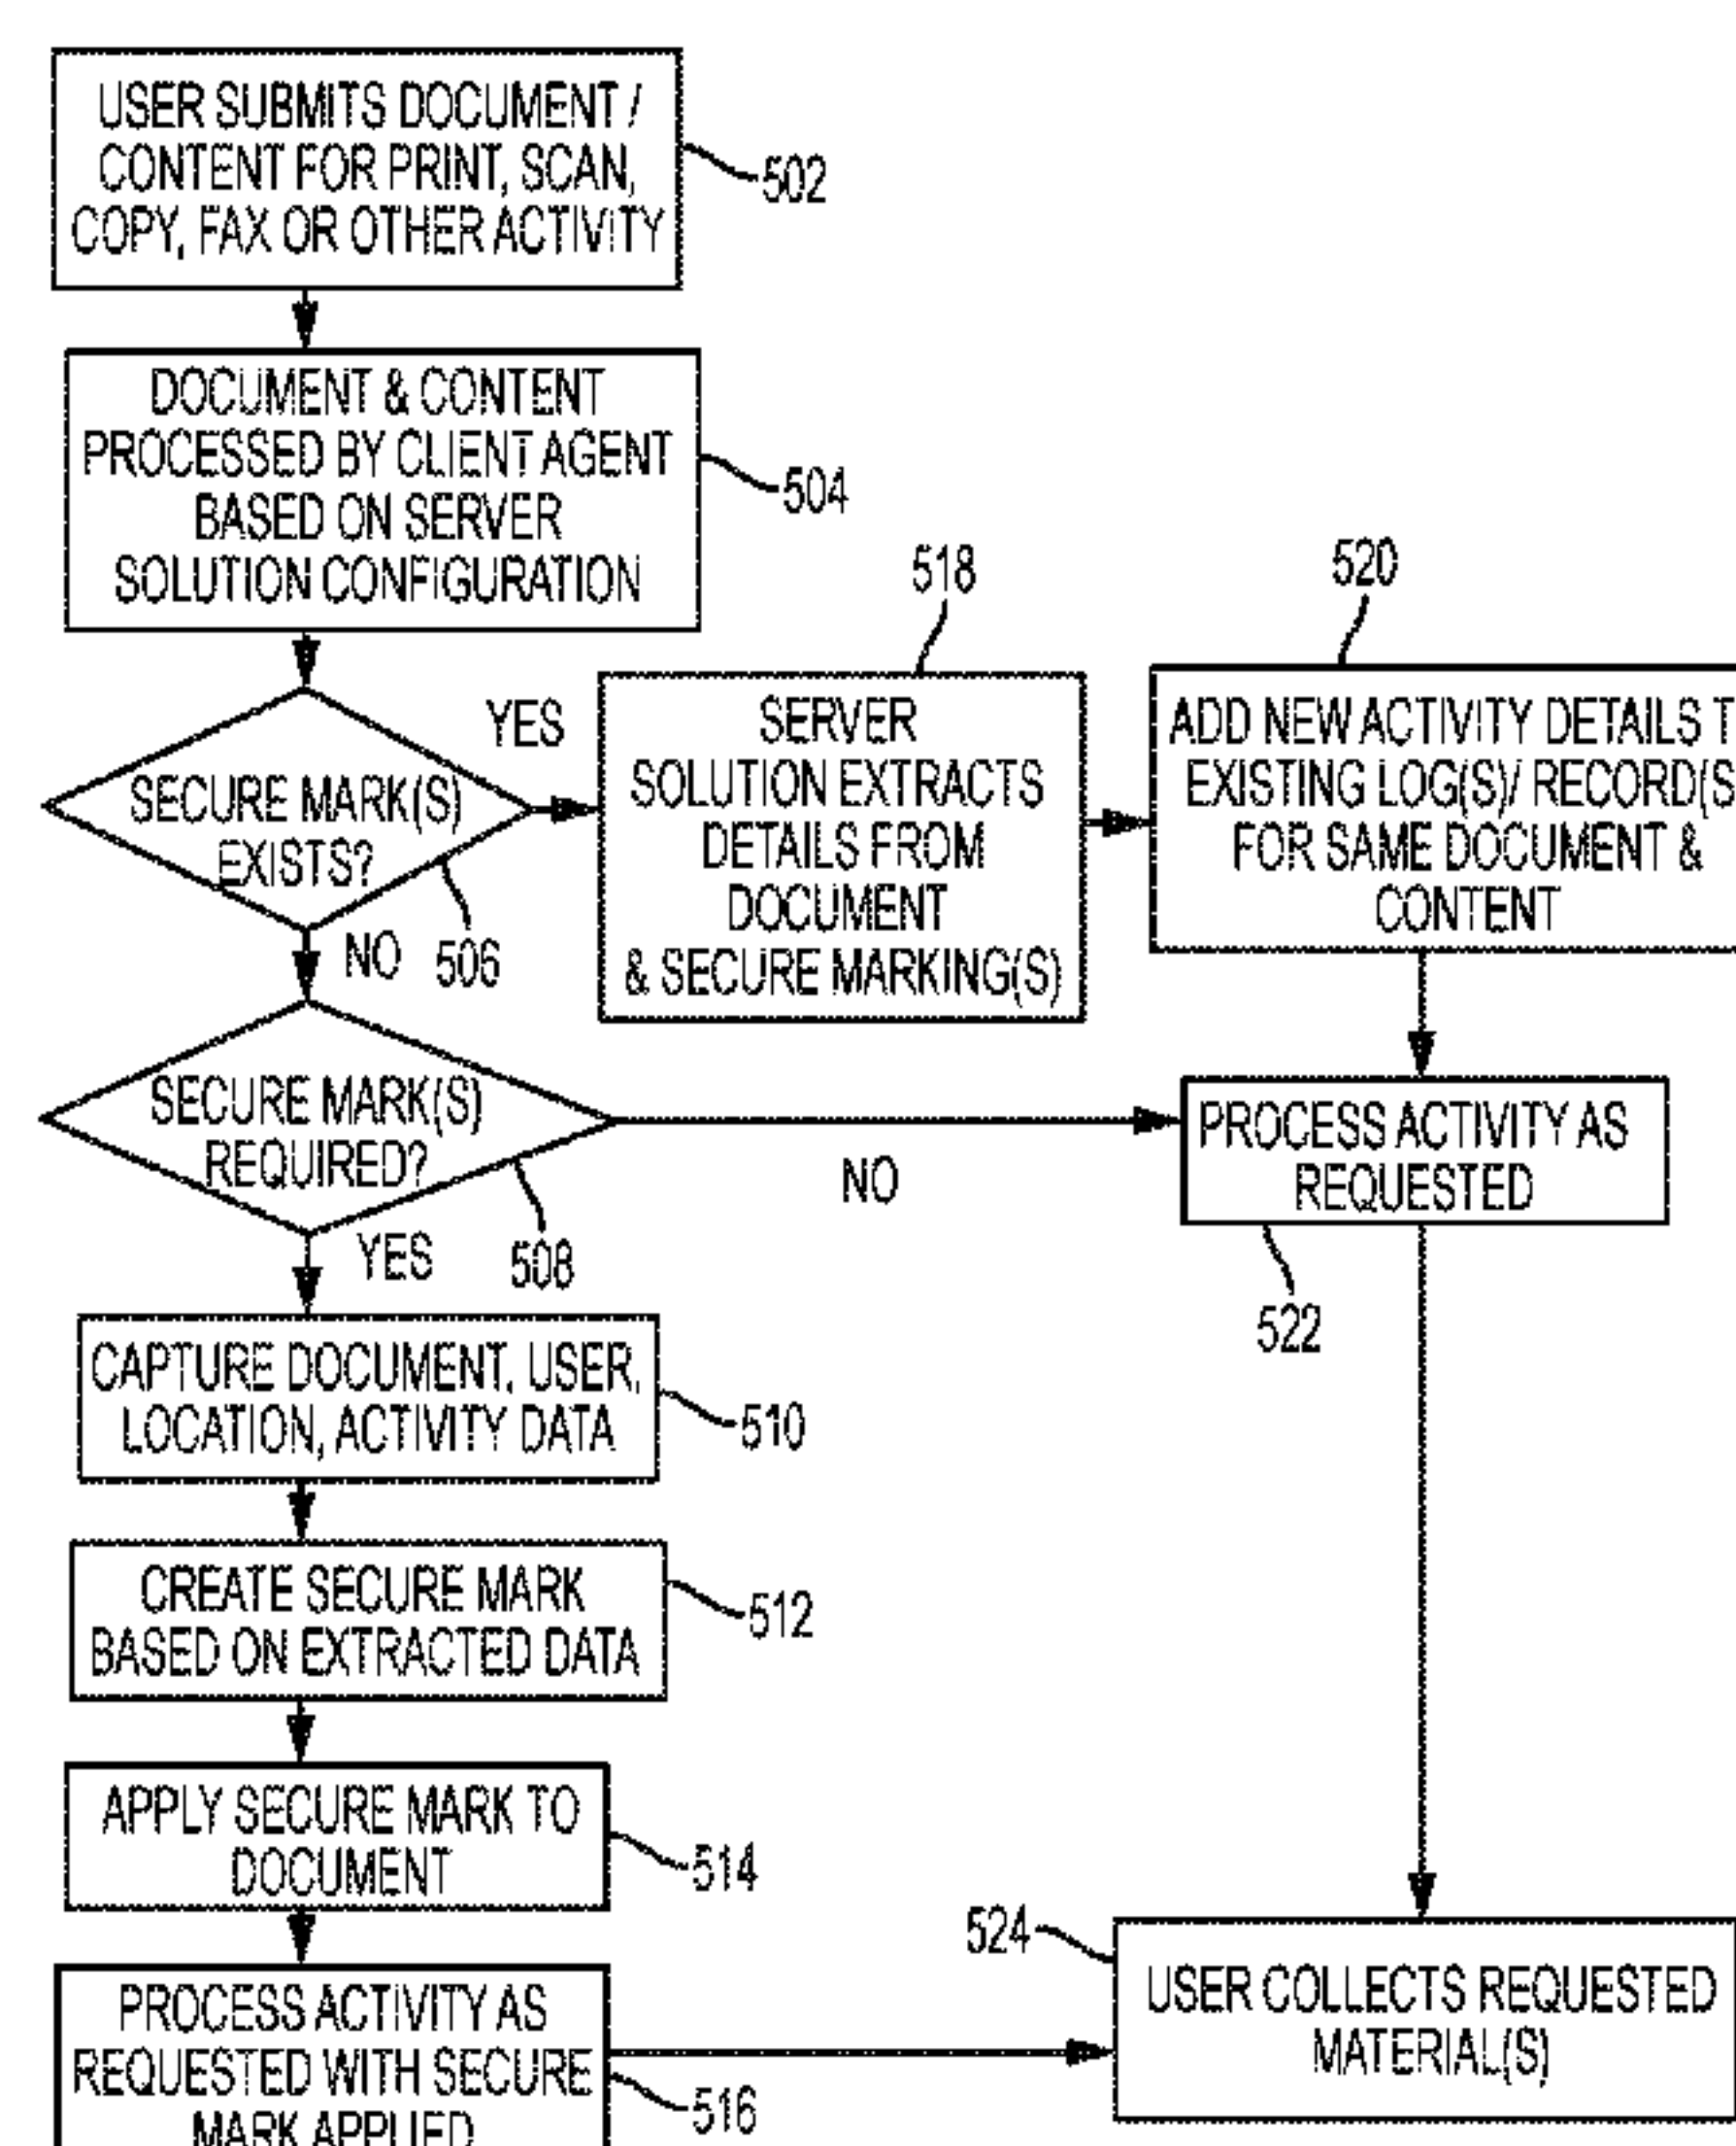 USER SUBMITS DOCUMENT /
CONTENT FOR PRINT, SCAN,
COPY, FAX OR OTHER ACTIVITY
502
DOCUMENT & CONTENT
PROCESSED BY CLIENT AGENT
BASED ON SERVER
SOLUTION CONFIGURATION
504
SECURE MARK(S)
EXISTS?
YES
NO
506
518
SERVER
SOLUTION EXTRACTS
DETAILS FROM
DOCUMENT
& SECURE MARKING(S)
520
ADD NEW ACTIVITY DETAILS T
EXISTING LOG(S)/ RECORD(S
FOR SAME DOCUMENT &
CONTENT
SECURE MARK(S)
REQUIRED?
NO
YES
508
PROCESS ACTIVITY AS
REQUESTED
522
CAPTURE DOCUMENT, USER,
LOCATION, ACTIVITY DATA
510
CREATE SECURE MARK
BASED ON EXTRACTED DATA
512
APPLY SECURE MARK TO
DOCUMENT
514
PROCESS ACTIVITY AS
REQUESTED WITH SECURE
MARK APPLIED
516
524
USER COLLECTS REQUESTED
MATERIAL(S)